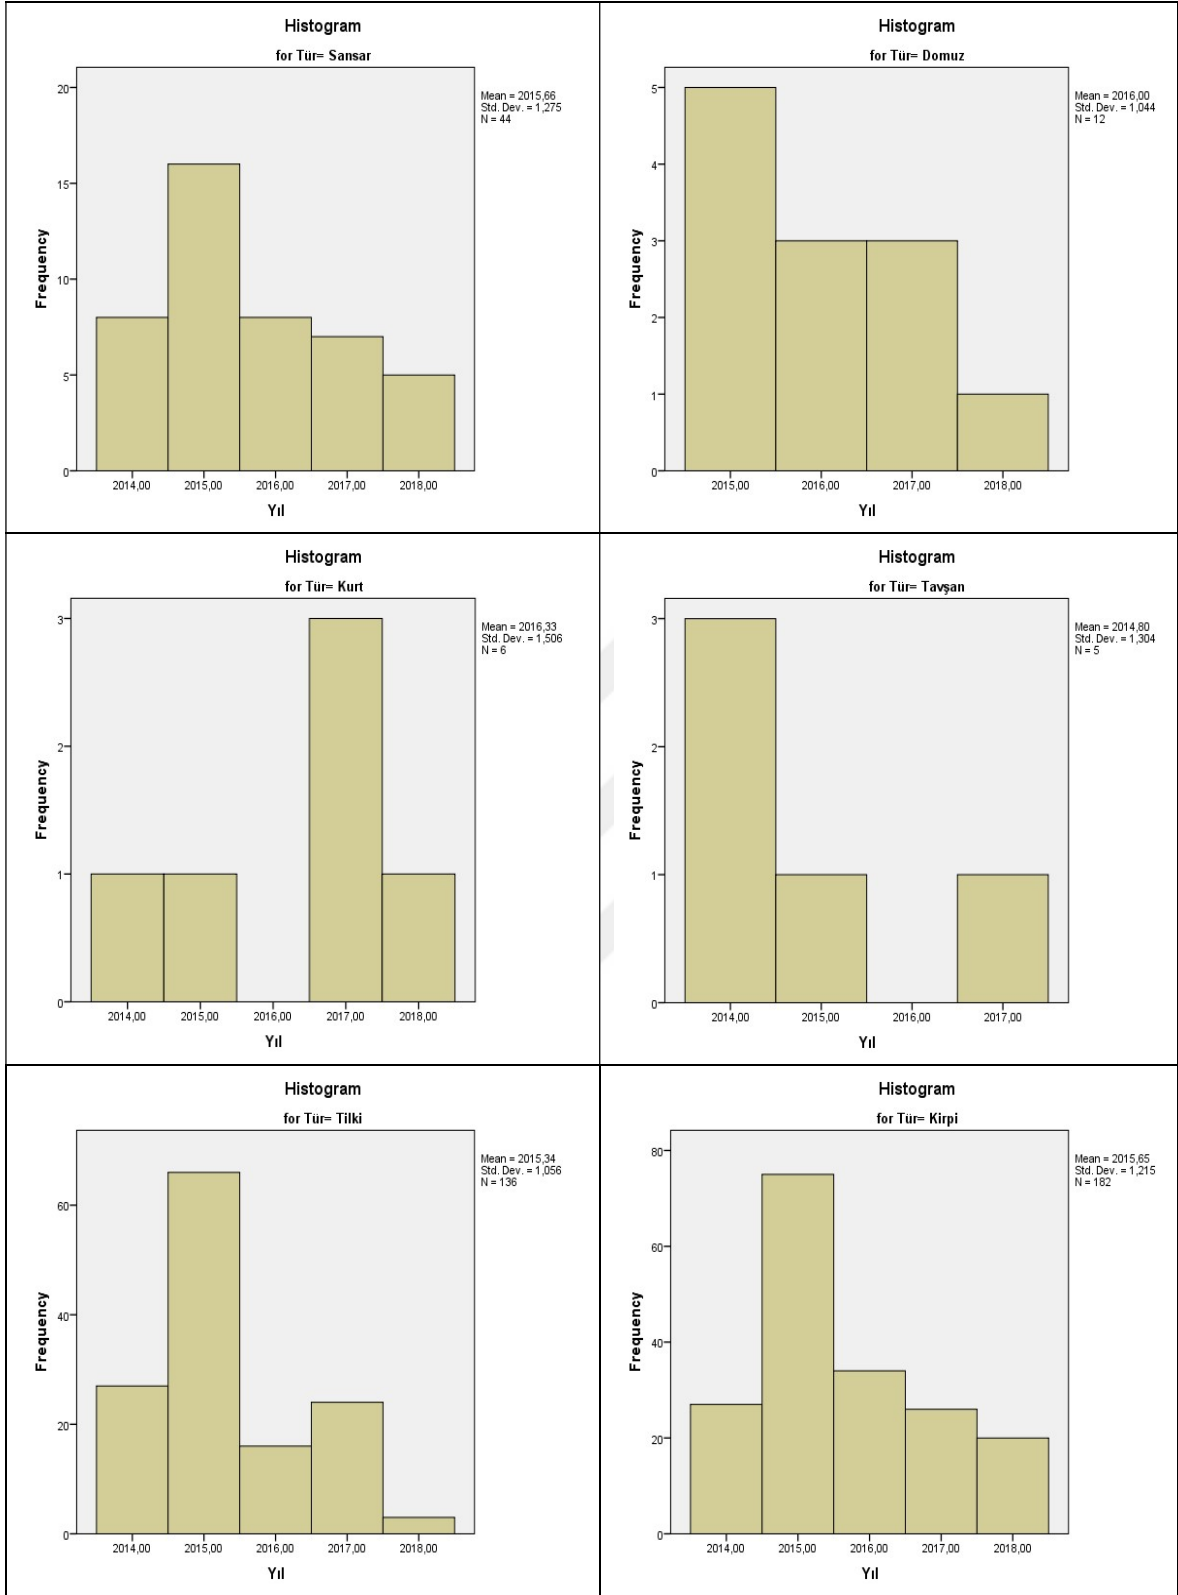 Histogram
for Tür= Sansar
Mean = 2015,66
Std. Dev. = 1,275
N = 44
Frequency
20
15
10
5
0
2014,00 2015,00 2016,00 2017,00 2018,00
Yıl
Histogram
for Tür= Domuz
Mean = 2016,00
Std. Dev. = 1,044
N = 12
Frequency
5
4
3
2
1
0
2015,00 2016,00 2017,00 2018,00
Yıl
Histogram
for Tür= Kurt
Mean = 2016,33
Std. Dev. = 1,506
N = 6
Frequency
3
2
1
0
2014,00 2015,00 2016,00 2017,00 2018,00
Yıl
Histogram
for Tür= Tavşan
Mean = 2014,80
Std. Dev. = 1,304
N = 5
Frequency
3
2
1
0
2014,00 2015,00 2016,00 2017,00
Yıl
Histogram
for Tür= Tilki
Mean = 2015,34
Std. Dev. = 1,056
N = 136
Frequency
60
40
20
0
2014,00 2015,00 2016,00 2017,00 2018,00
Yıl
Histogram
for Tür= Kirpi
Mean = 2015,65
Std. Dev. = 1,215
N = 182
Frequency
80
60
40
20
0
2014,00 2015,00 2016,00 2017,00 2018,00
Yıl